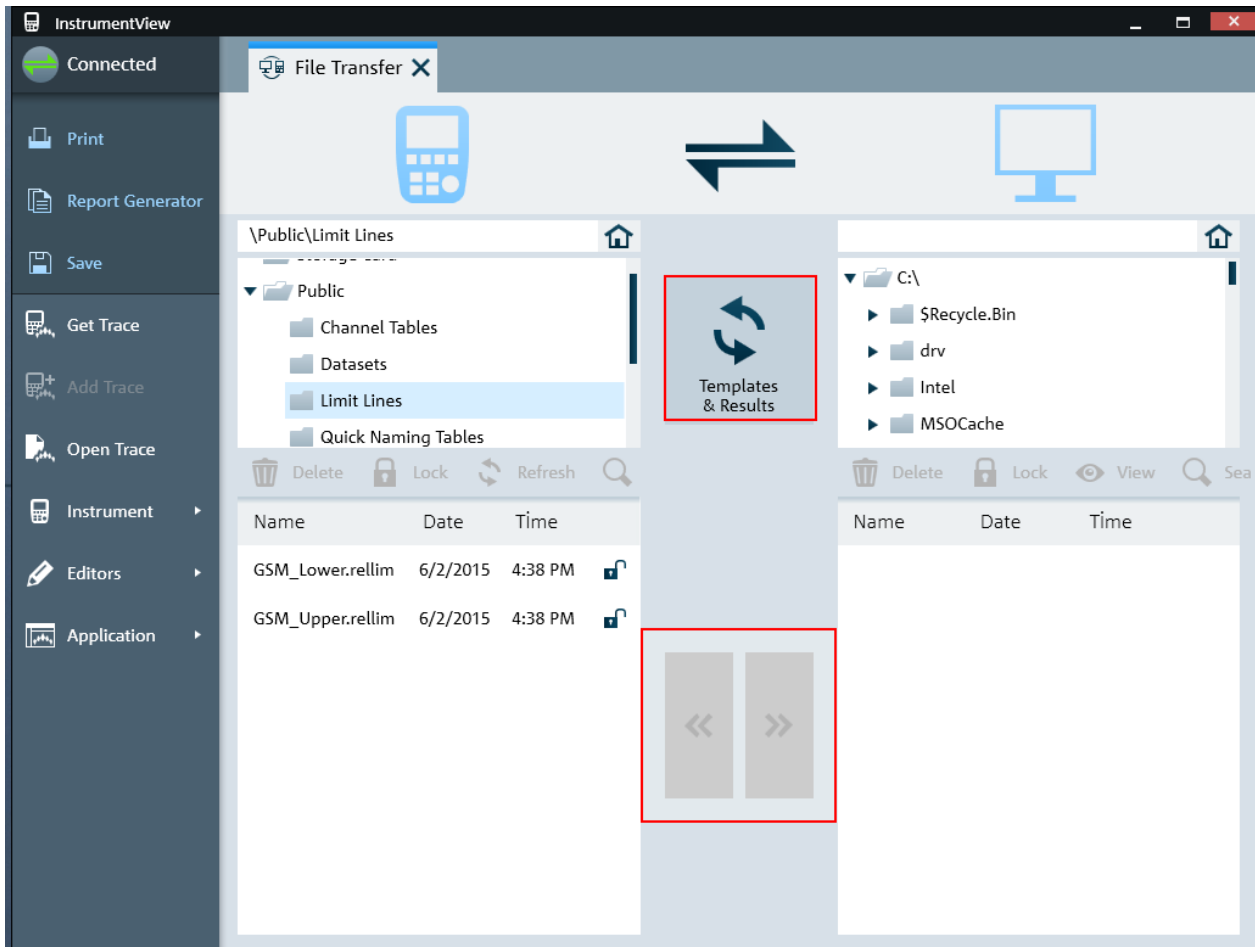 InstrumentView
Connected
File Transfer
Print
Report Generator
Save
Get Trace
Add Trace
Open Trace
Instrument
Editors
Application
\Public\Limit Lines
Public
Channel Tables
Datasets
Limit Lines
Quick Naming Tables
Delete Lock Refresh
Name Date Time
GSM_Lower.rellim 6/2/2015 4:38 PM
GSM_Upper.rellim 6/2/2015 4:38 PM
Templates
& Results
C:\
$Recycle.Bin
drv
Intel
MSOCache
Delete Lock View Sea
Name Date Time